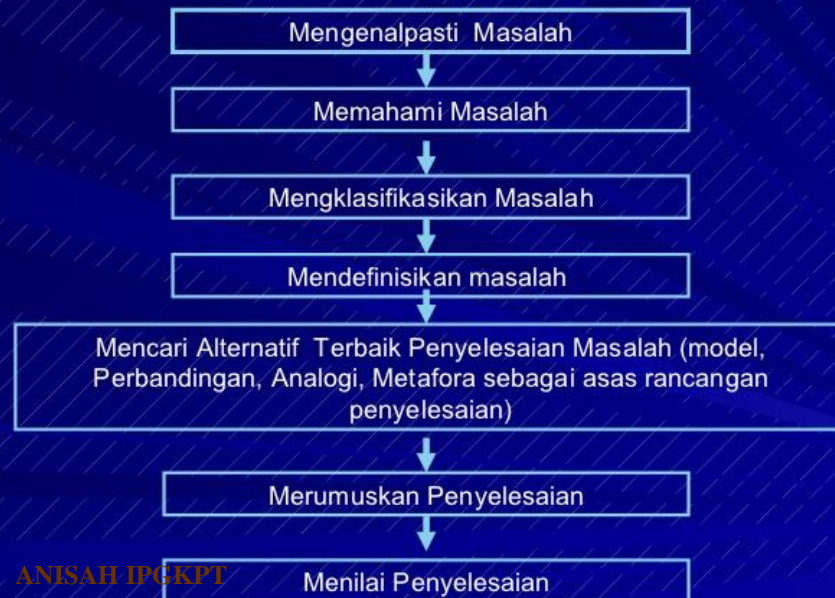 Mengenalpasti Masalah
Memahami Masalah
Mengklasifikasikan Masalah
Mendefinisikan masalah
Mencari Alternatif Terbaik Penyelesaian Masalah (model,
Perbandingan, Analogi, Metafora sebagai asas rancangan
penyelesaian)
Merumuskan Penyelesaian
Menilai Penyelesaian
ANISAH IPGKPT